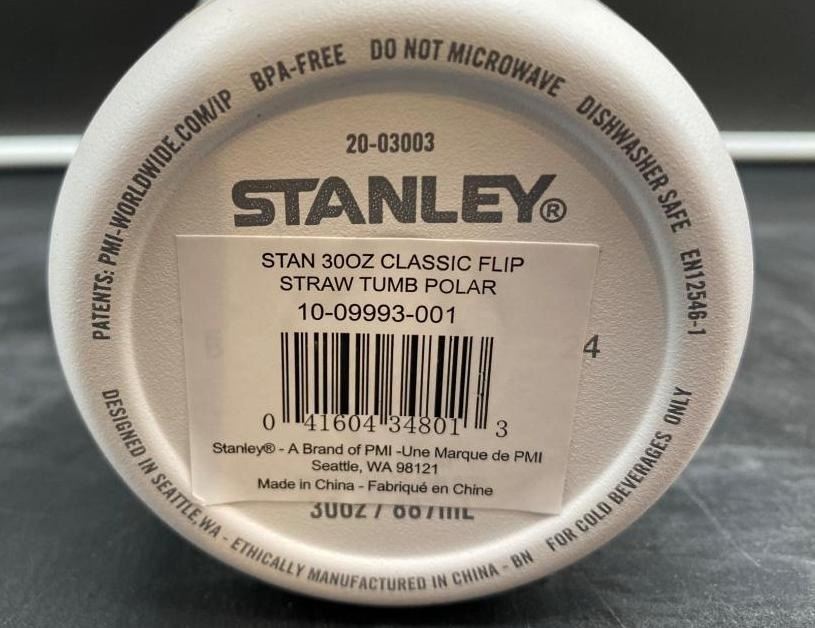 PATENTS: PMI-WORLDWIDE.COM/IP BPA-FREE DO NOT MICROWAVE DISHWASHER SAFE EN12546-1
20-03003
STANLEY®
STAN 30OZ CLASSIC FLIP
STRAW TUMB POLAR
10-09993-001
24
0 41604 34801 3
Stanley® - A Brand of PMI -Une Marque de PMI
Seattle, WA 98121
Made in China - Fabriqué en Chine
30OZ / 887mL
DESIGNED IN SEATTLE,WA - ETHICALLY MANUFACTURED IN CHINA - BN FOR COLD BEVERAGES ONLY